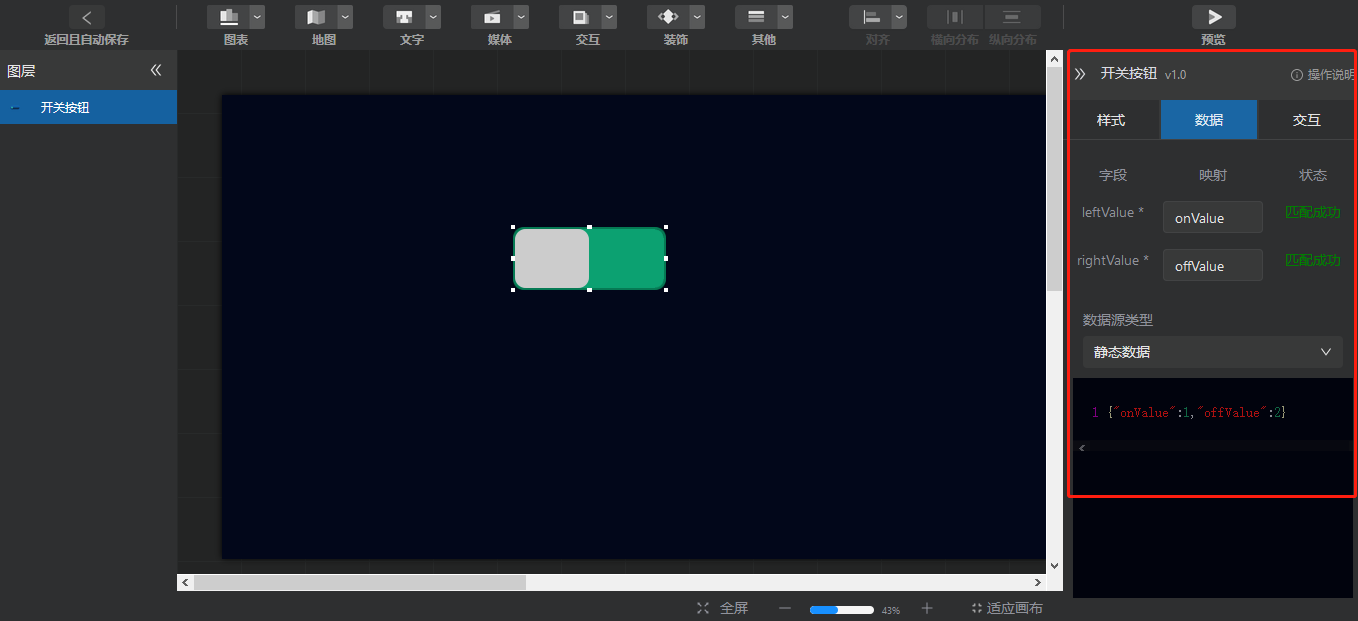 返回且自动保存
图表
地图
文字
媒体
交互
装饰
其他
对齐
横向分布
纵向分布
预览
图层
开关按钮
开关按钮 v1.0
操作说明
样式
数据
交互
字段
映射
状态
leftValue *
onValue
匹配成功
rightValue *
offValue
匹配成功
数据源类型
静态数据
1 {"onValue":1,"offValue":2}
全屏
43%
适应画布